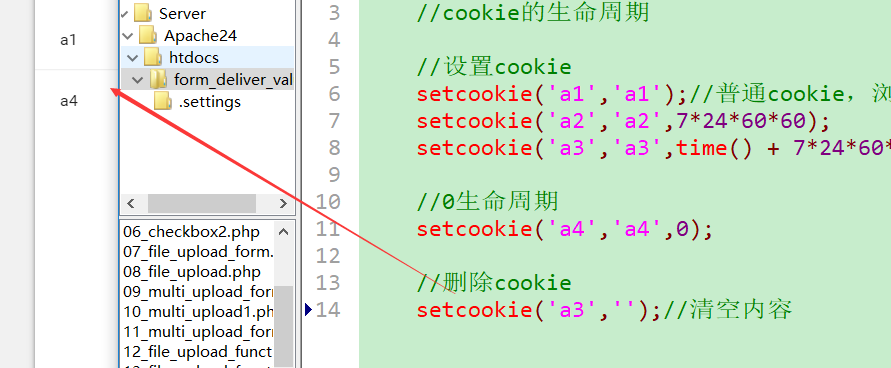 a1
a4
Server
Apache24
htdocs
form_deliver_val
.settings
06_checkbox2.php
07_file_upload_form.
08_file_upload.php
09_multi_upload_forr
10_multi_upload1.ph
11_multi_upload_forr
12_file_upload_funct
3 //cookie的生命周期
4
5 //设置cookie
6 setcookie('a1','a1');//普通cookie，浏
7 setcookie('a2','a2',7*24*60*60);
8 setcookie('a3','a3',time() + 7*24*60*
9
10 //0生命周期
11 setcookie('a4','a4',0);
12
13 //删除cookie
14 setcookie('a3','');//清空内容